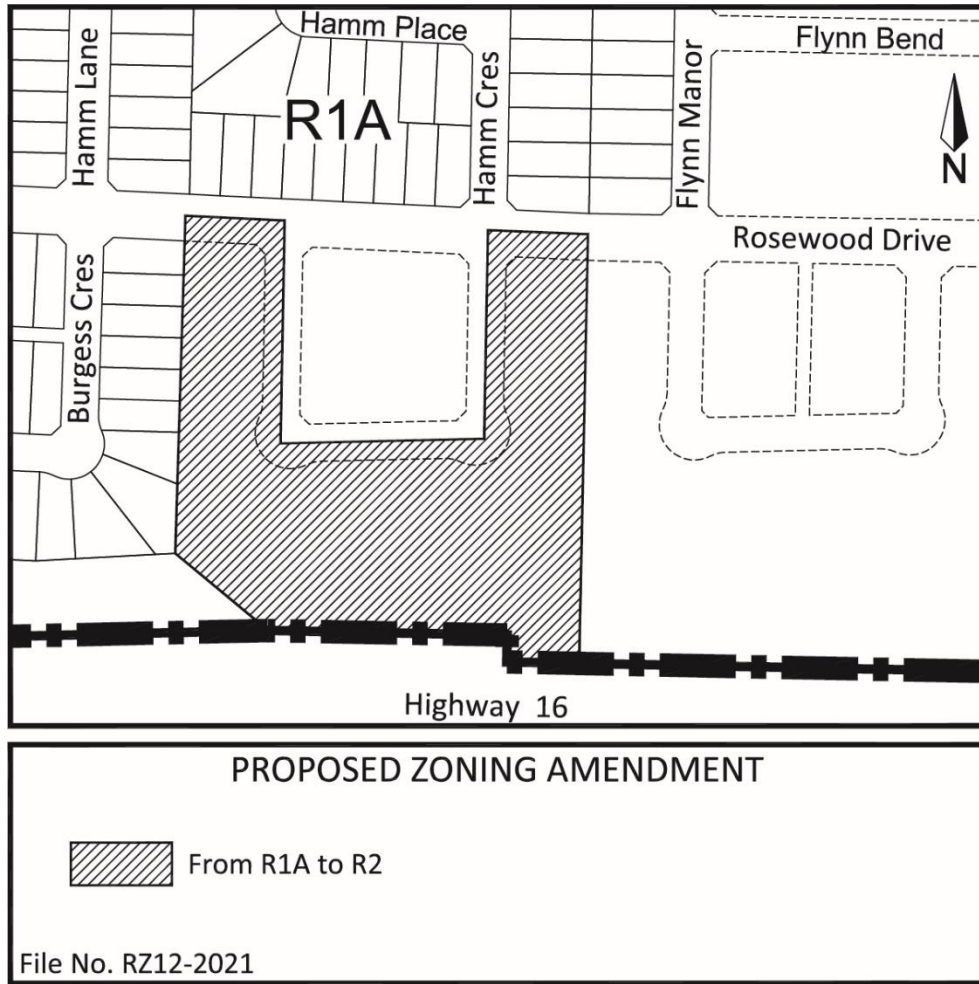 Hamm Place
Flynn Bend
Hamm Lane
R1A
Hamm Cres
Flynn Manor
N
Rosewood Drive
Burgess Cres
Highway 16
PROPOSED ZONING AMENDMENT
From R1A to R2
File No. RZ12-2021